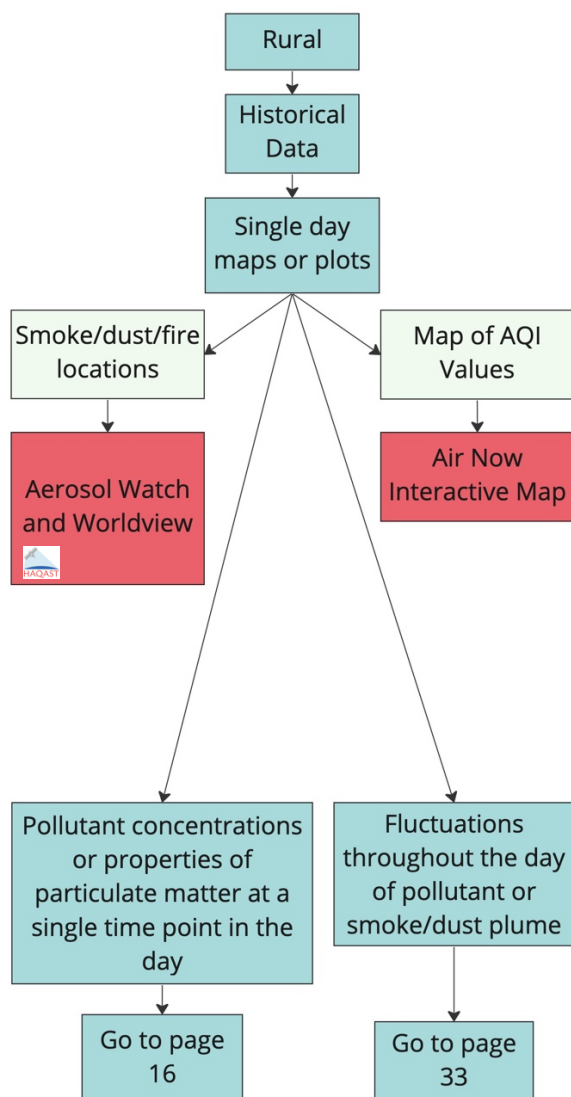 Rural
Historical
Data
Single day
maps or plots
Smoke/dust/fire
locations
Map of AQI
Values
Aerosol Watch
and Worldview
HAQAST
Air Now
Interactive Map
Pollutant concentrations
or properties of
particulate matter at a
single time point in the
day
Fluctuations
throughout the day
of pollutant or
smoke/dust plume
Go to page
16
Go to page
33